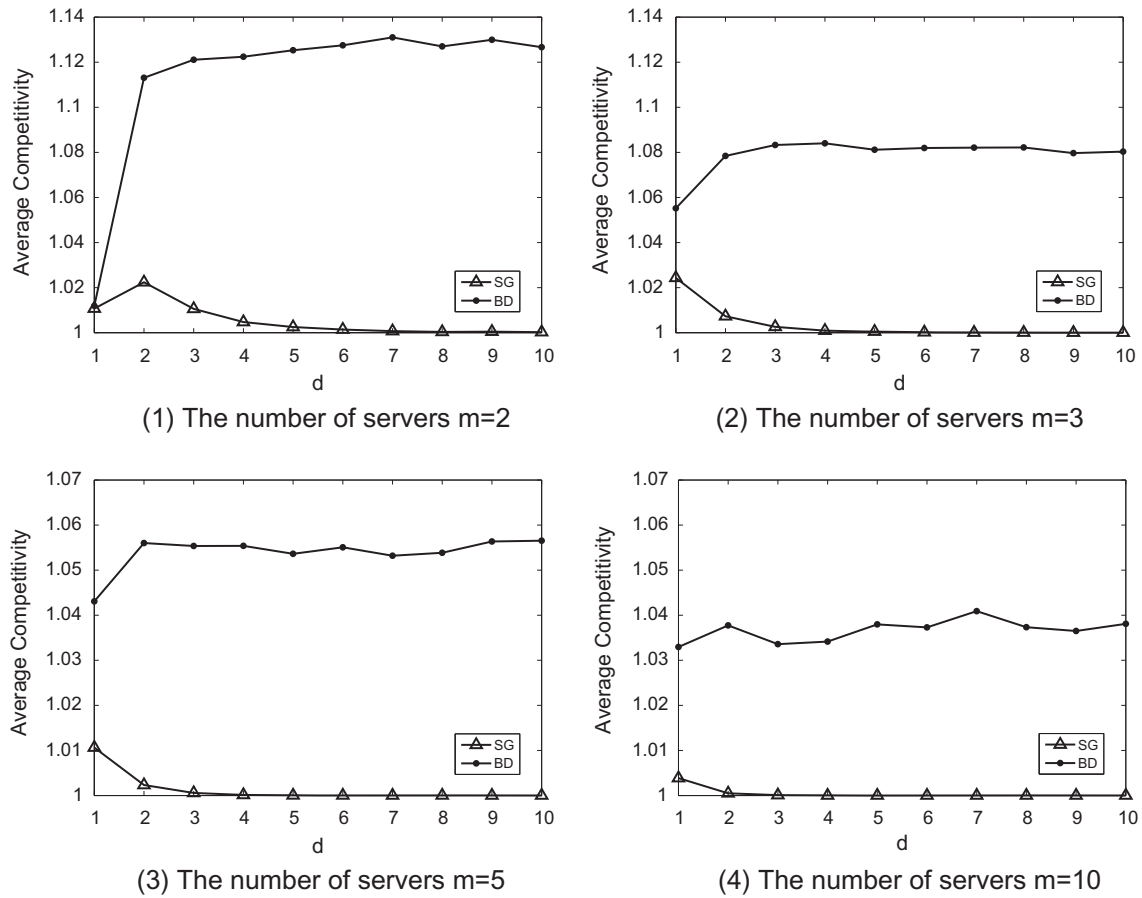 1.14
1.12
1.1
1.08
1.06
1.04
1.02
1
Average Competitivity
SG
BD
1 2 3 4 5 6 7 8 9 10
d
(1) The number of servers m=2
1.14
1.12
1.1
1.08
1.06
1.04
1.02
1
Average Competitivity
SG
BD
1 2 3 4 5 6 7 8 9 10
d
(2) The number of servers m=3
1.07
1.06
1.05
1.04
1.03
1.02
1.01
1
Average Competitivity
SG
BD
1 2 3 4 5 6 7 8 9 10
d
(3) The number of servers m=5
1.07
1.06
1.05
1.04
1.03
1.02
1.01
1
Average Competitivity
SG
BD
1 2 3 4 5 6 7 8 9 10
d
(4) The number of servers m=10